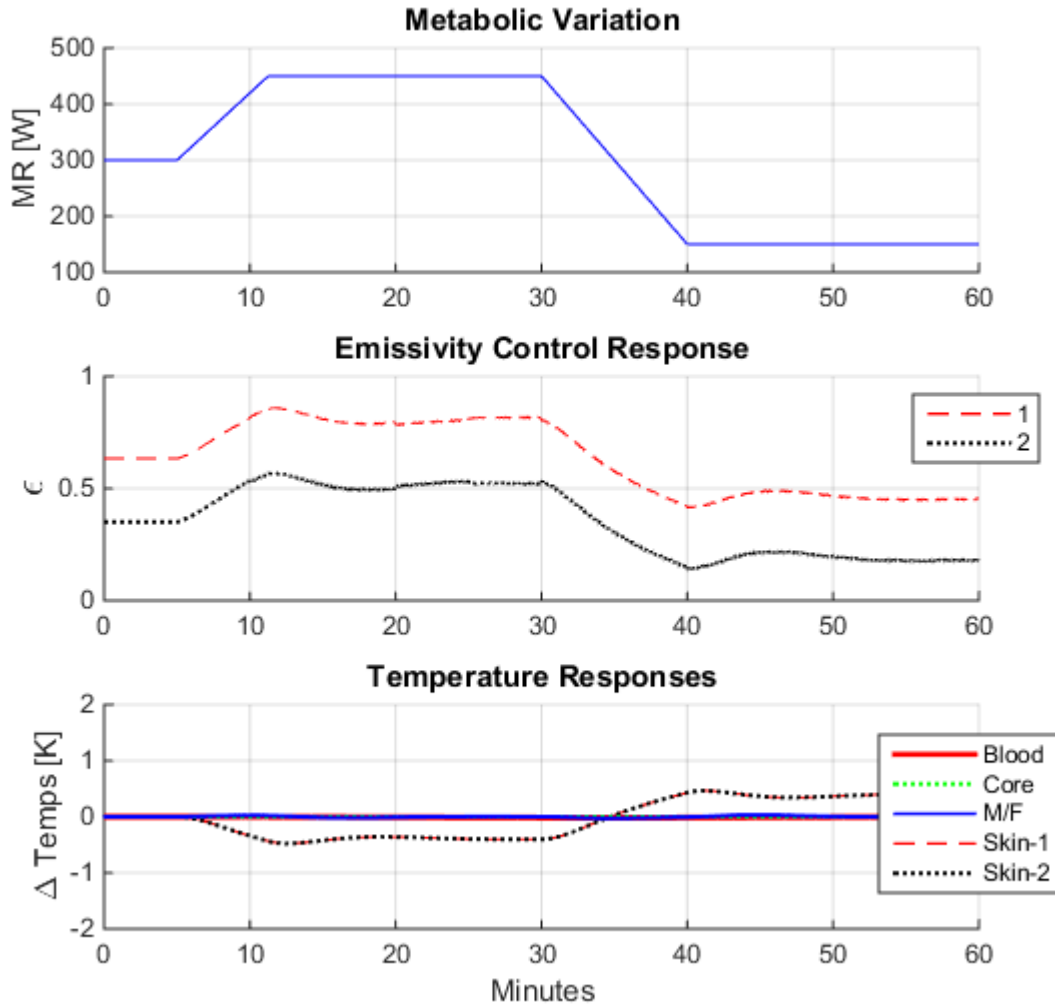 Metabolic Variation
500
400
300
200
100
MR [W]
0 10 20 30 40 50 60
Emissivity Control Response
1
0.5
0
ϵ
1
2
0 10 20 30 40 50 60
Temperature Responses
2
1
0
-1
-2
Δ Temps [K]
Blood
Core
M/F
Skin-1
Skin-2
0 10 20 30 40 50 60
Minutes